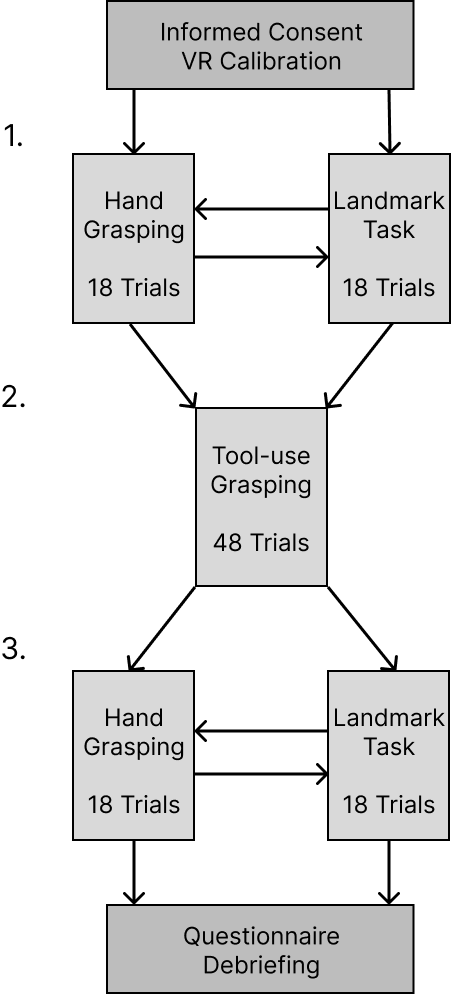 Informed Consent
VR Calibration
1.
Hand
Grasping
18 Trials
Landmark
Task
18 Trials
2.
Tool-use
Grasping
48 Trials
3.
Hand
Grasping
18 Trials
Landmark
Task
18 Trials
Questionnaire
Debriefing